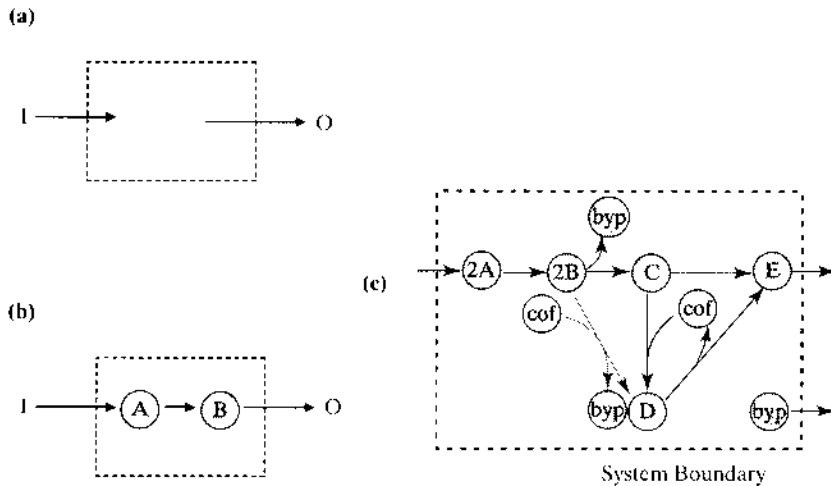 (a)
I O
(b)
I A B O
(c)
byp
2A 2B C E
cof cof
byp D byp
System Boundary